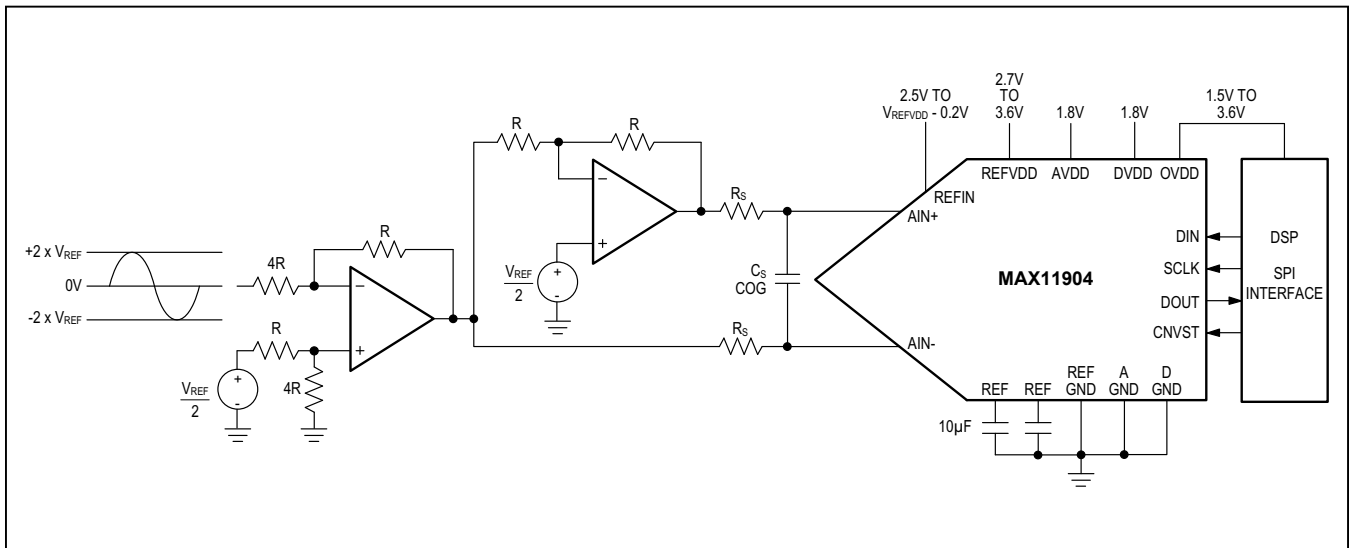 +2 x VREF
0V
-2 x VREF
4R
R
R
VREF
2
4R
R
R
VREF
2
RS
RS
CS
COG
2.5V TO
VREFVDD - 0.2V
2.7V
TO
3.6V
1.8V
1.8V
1.5V TO
3.6V
REFIN
REFVDD
AVDD
DVDD
OVDD
AIN+
AIN-
MAX11904
DIN
SCLK
DOUT
CNVST
DSP
SPI
INTERFACE
REF
REF
REF
GND
A
GND
D
GND
10µF